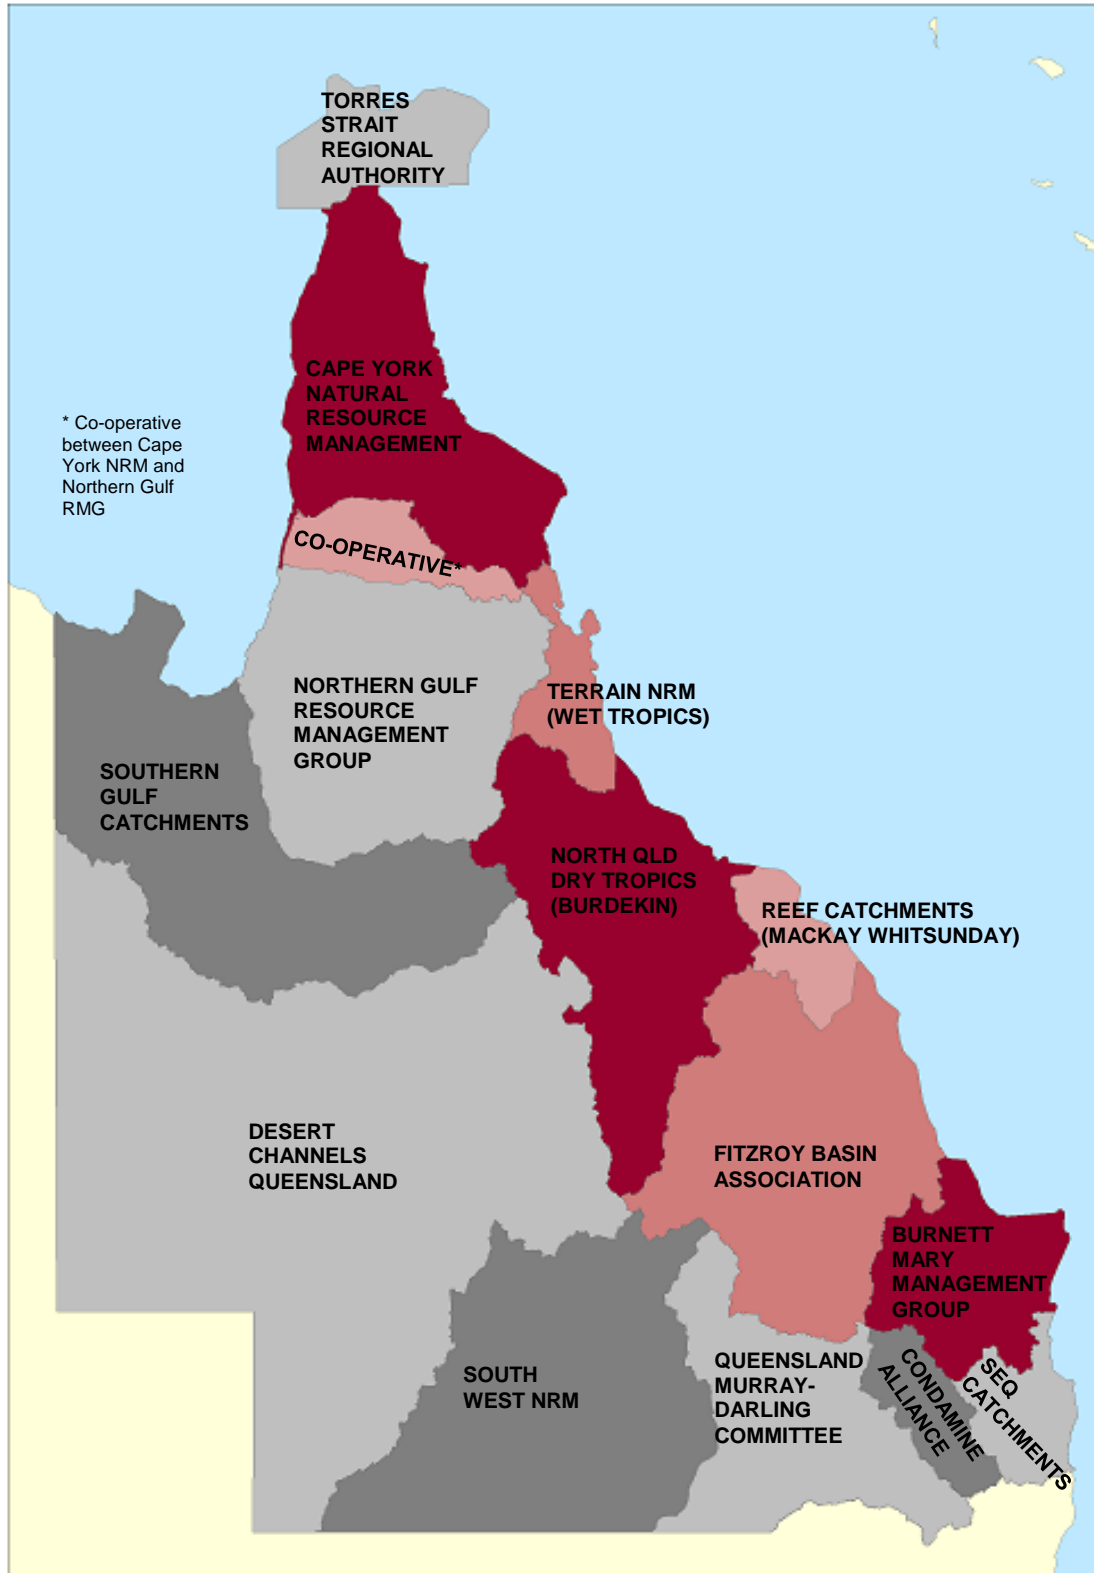 TORRES
STRAIT
REGIONAL
AUTHORITY
CAPE YORK
NATURAL
RESOURCE
MANAGEMENT
* Co-operative
between Cape
York NRM and
Northern Gulf
RMG
CO-OPERATIVE*
NORTHERN GULF
RESOURCE
MANAGEMENT
GROUP
TERRAIN NRM
(WET TROPICS)
SOUTHERN
GULF
CATCHMENTS
NORTH QLD
DRY TROPICS
(BURDEKIN)
REEF CATCHMENTS
(MACKAY WHITSUNDAY)
DESERT
CHANNELS
QUEENSLAND
FITZROY BASIN
ASSOCIATION
BURNETT
MARY
MANAGEMENT
GROUP
SOUTH
WEST NRM
QUEENSLAND
MURRAY-
DARLING
COMMITTEE
CONDAMINE
ALLIANCE
SEQ
CATCHMENTS